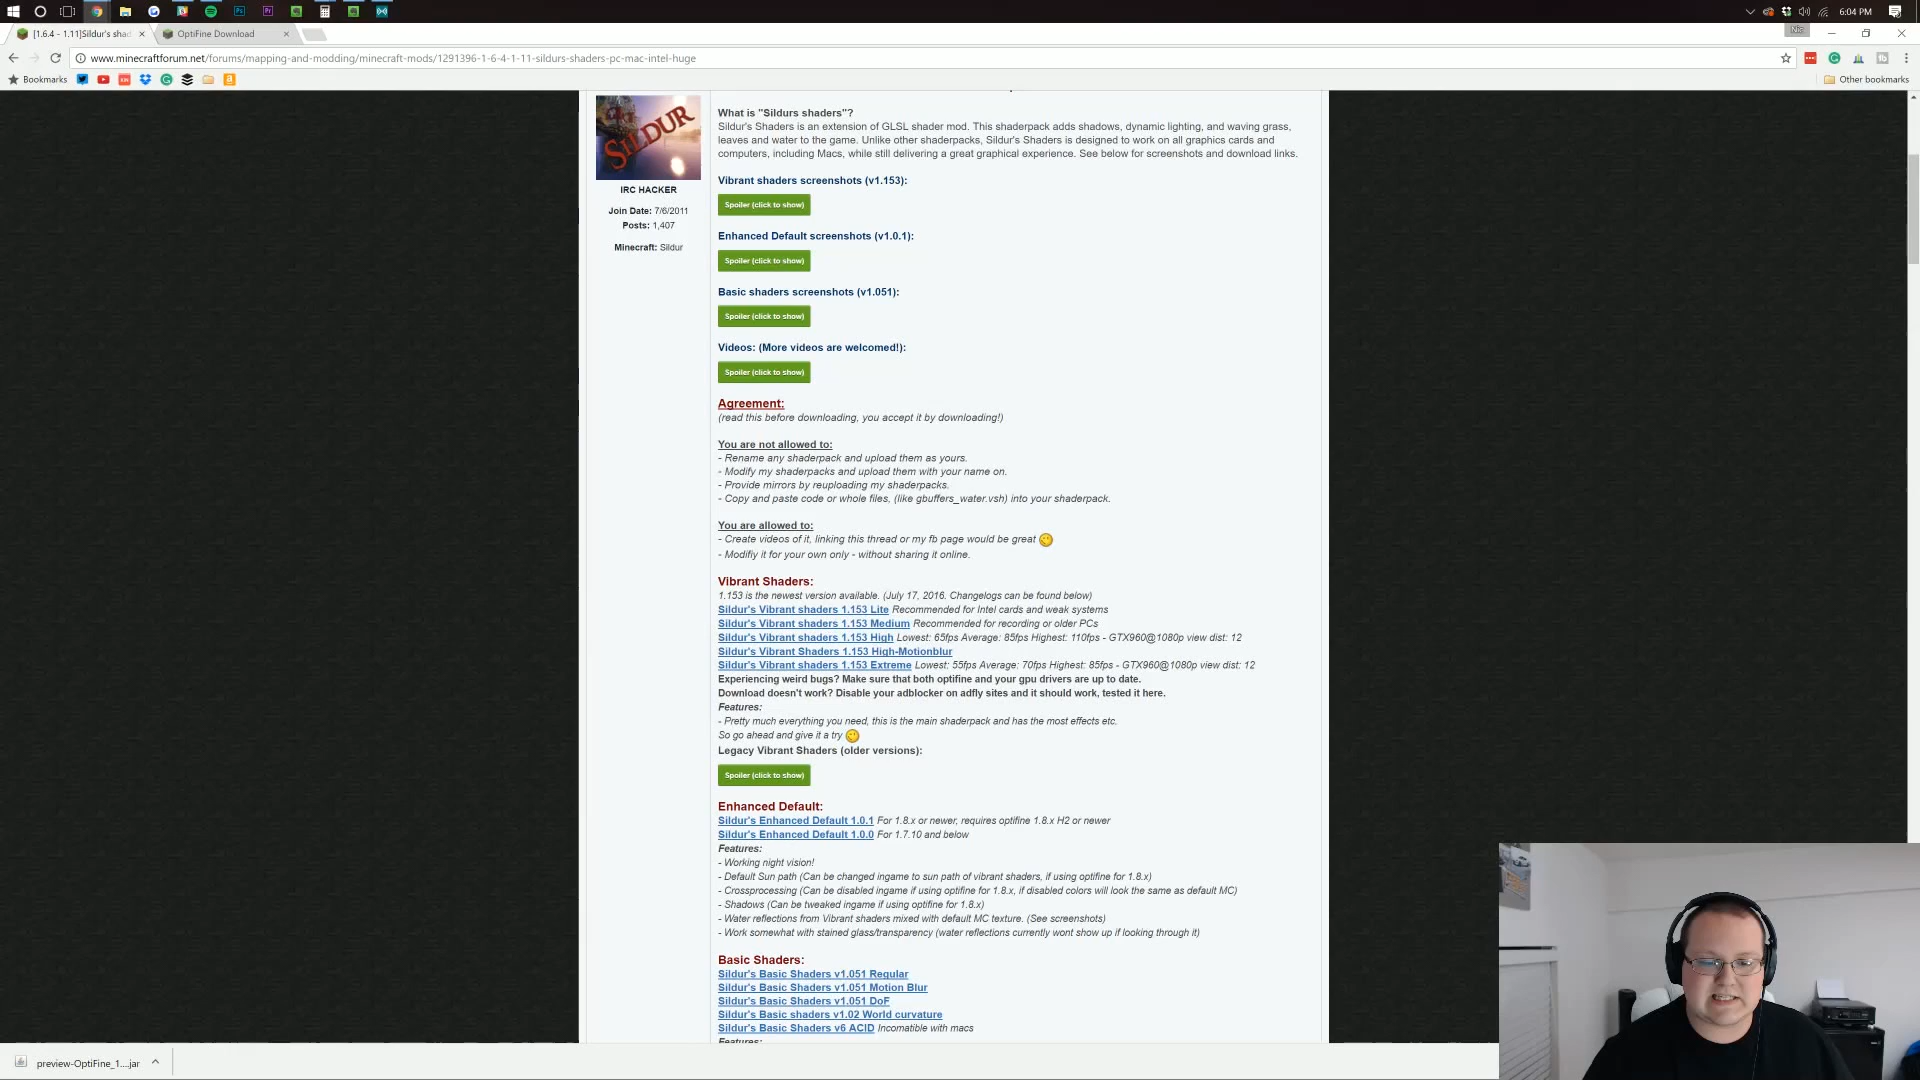 6:04 PM
[1.6.4 - 1.11]Sildur's shad
OptiFine Download
Nic
www.minecraftforum.net/forums/mapping-and-modding/minecraft-mods/1291396-1-6-4-1-11-sildurs-shaders-pc-mac-intel-huge
Bookmarks
Other bookmarks
SILDUR
IRC HACKER
Join Date: 7/6/2011
Posts: 1,407
Minecraft: Sildur
What is "Sildurs shaders"?
Sildur's Shaders is an extension of GLSL shader mod. This shaderpack adds shadows, dynamic lighting, and waving grass,
leaves and water to the game. Unlike other shaderpacks, Sildur's Shaders is designed to work on all graphics cards and
computers, including Macs, while still delivering a great graphical experience. See below for screenshots and download links.
Vibrant shaders screenshots (v1.153):
Spoiler (click to show)
Enhanced Default screenshots (v1.0.1):
Spoiler (click to show)
Basic shaders screenshots (v1.051):
Spoiler (click to show)
Videos: (More videos are welcomed!):
Spoiler (click to show)
Agreement:
(read this before downloading, you accept it by downloading!)
You are not allowed to:
- Rename any shaderpack and upload them as yours.
- Modify my shaderpacks and upload them with your name on.
- Provide mirrors by reuploading my shaderpacks.
- Copy and paste code or whole files, (like gbuffers_water.vsh) into your shaderpack.
You are allowed to:
- Create videos of it, linking this thread or my fb page would be great
- Modifiy it for your own only - without sharing it online.
Vibrant Shaders:
1.153 is the newest version available. (July 17, 2016. Changelogs can be found below)
Sildur's Vibrant shaders 1.153 Lite Recommended for Intel cards and weak systems
Sildur's Vibrant shaders 1.153 Medium Recommended for recording or older PCs
Sildur's Vibrant shaders 1.153 High Lowest: 65fps Average: 85fps Highest: 110fps - GTX960@1080p view dist: 12
Sildur's Vibrant Shaders 1.153 High-Motionblur
Sildur's Vibrant shaders 1.153 Extreme Lowest: 55fps Average: 70fps Highest: 85fps - GTX960@1080p view dist: 12
Experiencing weird bugs? Make sure that both optifine and your gpu drivers are up to date.
Download doesn't work? Disable your adblocker on adfly sites and it should work, tested it here.
Features:
- Pretty much everything you need, this is the main shaderpack and has the most effects etc.
So go ahead and give it a try
Legacy Vibrant Shaders (older versions):
Spoiler (click to show)
Enhanced Default:
Sildur's Enhanced Default 1.0.1 For 1.8.x or newer, requires optifine 1.8.x H2 or newer
Sildur's Enhanced Default 1.0.0 For 1.7.10 and below
Features:
- Working night vision!
- Default Sun path (Can be changed ingame to sun path of vibrant shaders, if using optifine for 1.8.x)
- Crossprocessing (Can be disabled ingame if using optifine for 1.8.x, if disabled colors will look the same as default MC)
- Shadows (Can be tweaked ingame if using optifine for 1.8.x)
- Water reflections from Vibrant shaders mixed with default MC texture. (See screenshots)
- Work somewhat with stained glass/transparency (water reflections currently wont show up if looking through it)
Basic Shaders:
Sildur's Basic Shaders v1.051 Regular
Sildur's Basic Shaders v1.051 Motion Blur
Sildur's Basic Shaders v1.051 DoF
Sildur's Basic shaders v1.02 World curvature
Sildur's Basic Shaders v6 ACID Incomatible with macs
Features:
preview-OptiFine_1....jar